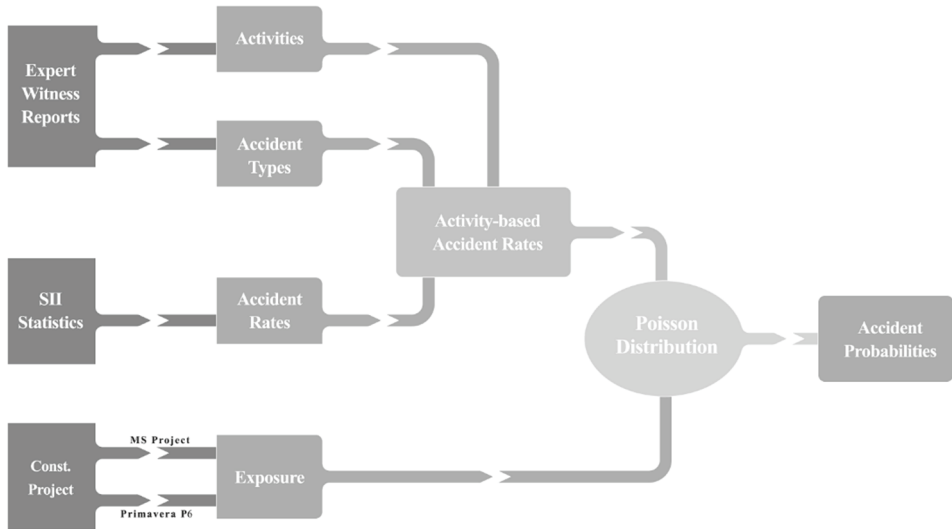 Expert
Witness
Reports
Activities
Accident
Types
Activity-based
Accident Rates
SII
Statistics
Accident
Rates
Poisson
Distribution
Accident
Probabilities
Const.
Project
MS Project
Primavera P6
Exposure